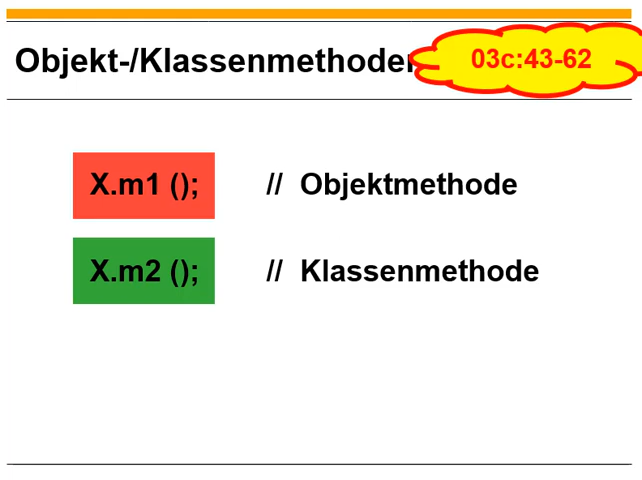 Objekt-/Klassenmethoden
03c:43-62
X.m1 (); // Objektmethode
X.m2 (); // Klassenmethode